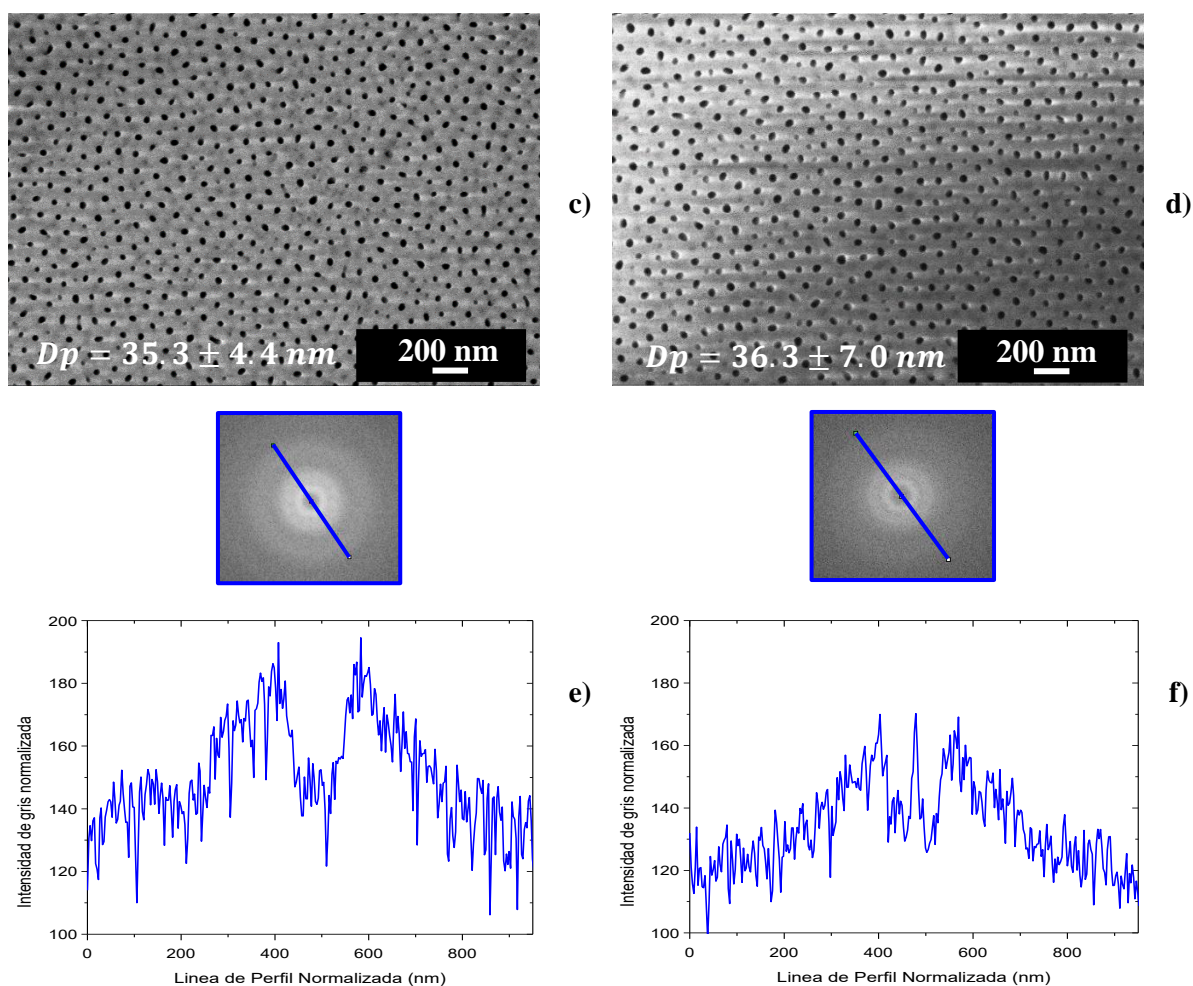 c)
d)
Dp = 35.3 ± 4.4 nm
200 nm
Dp = 36.3 ± 7.0 nm
200 nm
200
180
160
140
120
100
0
200
400
600
800
Intensidad de gris normalizada
Linea de Perfil Normalizada (nm)
e)
200
180
160
140
120
100
0
200
400
600
800
Intensidad de gris normalizada
Linea de Perfil Normalizada (nm)
f)